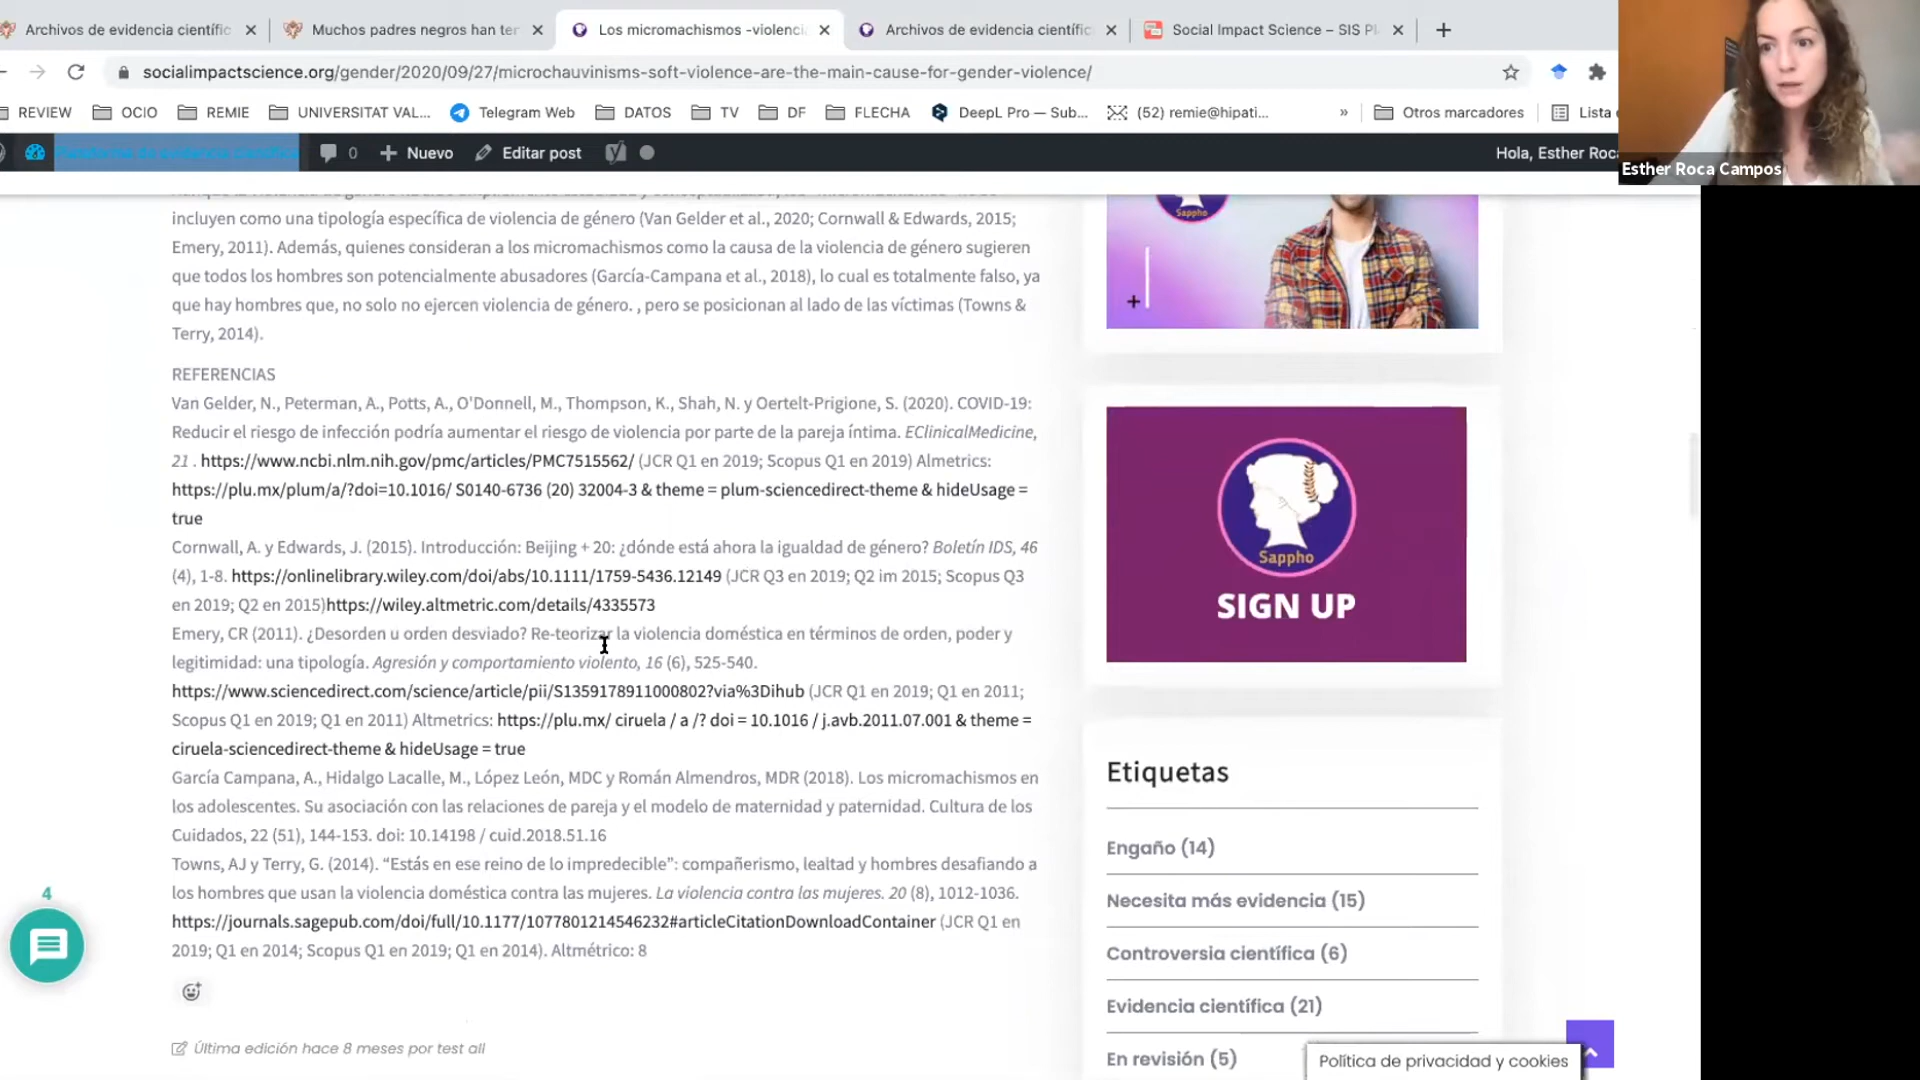 Archivos de evidencia científic
Muchos padres negros han ter
Los micromachismos -violenci
Archivos de evidencia científic
Social Impact Science – SIS Pl
socialimpactscience.org/gender/2020/09/27/microchauvinisms-soft-violence-are-the-main-cause-for-gender-violence/
REVIEW
OCIO
REMIE
UNIVERSITAT VAL...
Telegram Web
DATOS
TV
DF
FLECHA
DeepL Pro — Sub...
(52) remie@hipati...
»
Otros marcadores
Lista
Plataforma de evidencia científica
0
Nuevo
Editar post
Hola, Esther Roca
Esther Roca Campos
incluyen como una tipología específica de violencia de género (Van Gelder et al., 2020; Cornwall & Edwards, 2015;
Emery, 2011). Además, quienes consideran a los micromachismos como la causa de la violencia de género sugieren
que todos los hombres son potencialmente abusadores (García-Campana et al., 2018), lo cual es totalmente falso, ya
que hay hombres que, no solo no ejercen violencia de género. , pero se posicionan al lado de las víctimas (Towns &
Terry, 2014).
REFERENCIAS
Van Gelder, N., Peterman, A., Potts, A., O'Donnell, M., Thompson, K., Shah, N. y Oertelt-Prigione, S. (2020). COVID-19:
Reducir el riesgo de infección podría aumentar el riesgo de violencia por parte de la pareja íntima. EClinicalMedicine,
21 . https://www.ncbi.nlm.nih.gov/pmc/articles/PMC7515562/ (JCR Q1 en 2019; Scopus Q1 en 2019) Almetrics:
https://plu.mx/plum/a/?doi=10.1016/ S0140-6736 (20) 32004-3 & theme = plum-sciencedirect-theme & hideUsage =
true
Cornwall, A. y Edwards, J. (2015). Introducción: Beijing + 20: ¿dónde está ahora la igualdad de género? Boletín IDS, 46
(4), 1-8. https://onlinelibrary.wiley.com/doi/abs/10.1111/1759-5436.12149 (JCR Q3 en 2019; Q2 im 2015; Scopus Q3
en 2019; Q2 en 2015)https://wiley.altmetric.com/details/4335573
Emery, CR (2011). ¿Desorden u orden desviado? Re-teorizar la violencia doméstica en términos de orden, poder y
legitimidad: una tipología. Agresión y comportamiento violento, 16 (6), 525-540.
https://www.sciencedirect.com/science/article/pii/S1359178911000802?via%3Dihub (JCR Q1 en 2019; Q1 en 2011;
Scopus Q1 en 2019; Q1 en 2011) Altmetrics: https://plu.mx/ ciruela / a /? doi = 10.1016 / j.avb.2011.07.001 & theme =
ciruela-sciencedirect-theme & hideUsage = true
García Campana, A., Hidalgo Lacalle, M., López León, MDC y Román Almendros, MDR (2018). Los micromachismos en
los adolescentes. Su asociación con las relaciones de pareja y el modelo de maternidad y paternidad. Cultura de los
Cuidados, 22 (51), 144-153. doi: 10.14198 / cuid.2018.51.16
Towns, AJ y Terry, G. (2014). “Estás en ese reino de lo impredecible”: compañerismo, lealtad y hombres desafiando a
los hombres que usan la violencia doméstica contra las mujeres. La violencia contra las mujeres. 20 (8), 1012-1036.
https://journals.sagepub.com/doi/full/10.1177/1077801214546232#articleCitationDownloadContainer (JCR Q1 en
2019; Q1 en 2014; Scopus Q1 en 2019; Q1 en 2014). Altmétrico: 8
Última edición hace 8 meses por test all
4
Sappho
Sappho
SIGN UP
Etiquetas
Engaño (14)
Necesita más evidencia (15)
Controversia científica (6)
Evidencia científica (21)
En revisión (5)
Política de privacidad y cookies